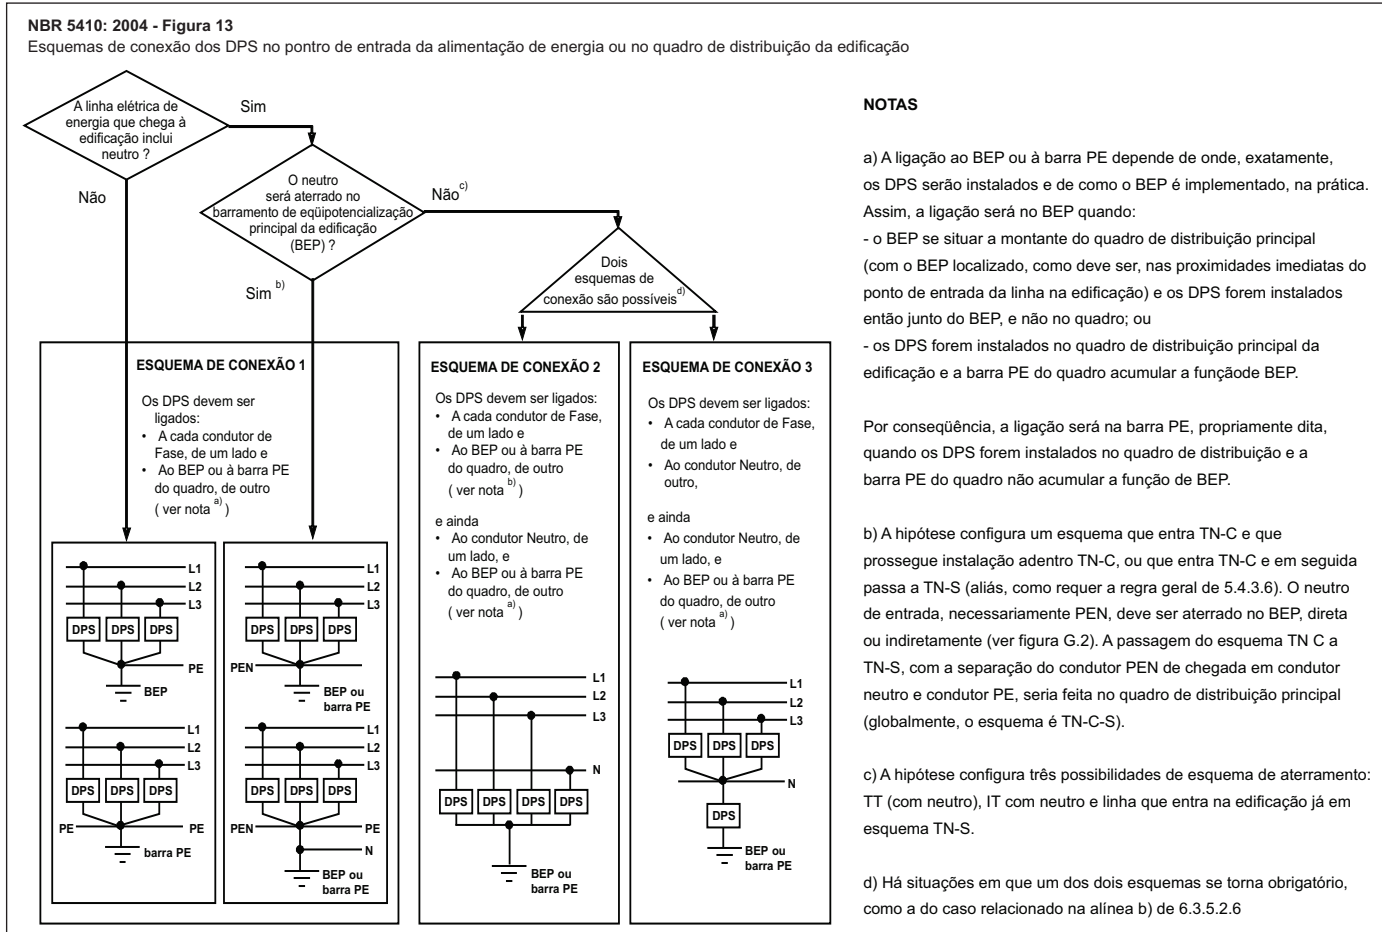 NBR 5410: 2004 - Figura 13
Esquemas de conexão dos DPS no pontro de entrada da alimentação de energia ou no quadro de distribuição da edificação
A linha elétrica de
energia que chega à
edificação inclui
neutro ?
Sim
Não
O neutro
será aterrado no
barramento de eqüipotencialização
principal da edificação
(BEP) ?
Não c)
Sim b)
Dois
esquemas de
conexão são possíveis d)
ESQUEMA DE CONEXÃO 1
Os DPS devem ser
ligados:
• A cada condutor de
Fase, de um lado e
• Ao BEP ou à barra PE
do quadro, de outro
( ver nota a) )
L1
L2
L3
DPS DPS DPS
PE
BEP
L1
L2
L3
DPS DPS DPS
PE PE
barra PE
L1
L2
L3
DPS DPS DPS
PEN
BEP ou
barra PE
L1
L2
L3
DPS DPS DPS
PEN PE
N
BEP ou
barra PE
ESQUEMA DE CONEXÃO 2
Os DPS devem ser ligados:
• A cada condutor de Fase,
de um lado e
• Ao BEP ou à barra PE
do quadro, de outro
( ver nota b) )
e ainda
• Ao condutor Neutro, de
um lado, e
• Ao BEP ou à barra PE
do quadro, de outro
( ver nota a) )
L1
L2
L3
N
DPS DPS DPS DPS
BEP ou
barra PE
ESQUEMA DE CONEXÃO 3
Os DPS devem ser ligados:
• A cada condutor de Fase,
de um lado e
• Ao condutor Neutro, de
outro,
e ainda
• Ao condutor Neutro, de
um lado, e
• Ao BEP ou à barra PE
do quadro, de outro
( ver nota a) )
L1
L2
L3
DPS DPS DPS
N
DPS
BEP ou
barra PE
NOTAS
a) A ligação ao BEP ou à barra PE depende de onde, exatamente,
os DPS serão instalados e de como o BEP é implementado, na prática.
Assim, a ligação será no BEP quando:
- o BEP se situar a montante do quadro de distribuição principal
(com o BEP localizado, como deve ser, nas proximidades imediatas do
ponto de entrada da linha na edificação) e os DPS forem instalados
então junto do BEP, e não no quadro; ou
- os DPS forem instalados no quadro de distribuição principal da
edificação e a barra PE do quadro acumular a funçãode BEP.
Por conseqüência, a ligação será na barra PE, propriamente dita,
quando os DPS forem instalados no quadro de distribuição e a
barra PE do quadro não acumular a função de BEP.
b) A hipótese configura um esquema que entra TN-C e que
prossegue instalação adentro TN-C, ou que entra TN-C e em seguida
passa a TN-S (aliás, como requer a regra geral de 5.4.3.6). O neutro
de entrada, necessariamente PEN, deve ser aterrado no BEP, direta
ou indiretamente (ver figura G.2). A passagem do esquema TN C a
TN-S, com a separação do condutor PEN de chegada em condutor
neutro e condutor PE, seria feita no quadro de distribuição principal
(globalmente, o esquema é TN-C-S).
c) A hipótese configura três possibilidades de esquema de aterramento:
TT (com neutro), IT com neutro e linha que entra na edificação já em
esquema TN-S.
d) Há situações em que um dos dois esquemas se torna obrigatório,
como a do caso relacionado na alínea b) de 6.3.5.2.6